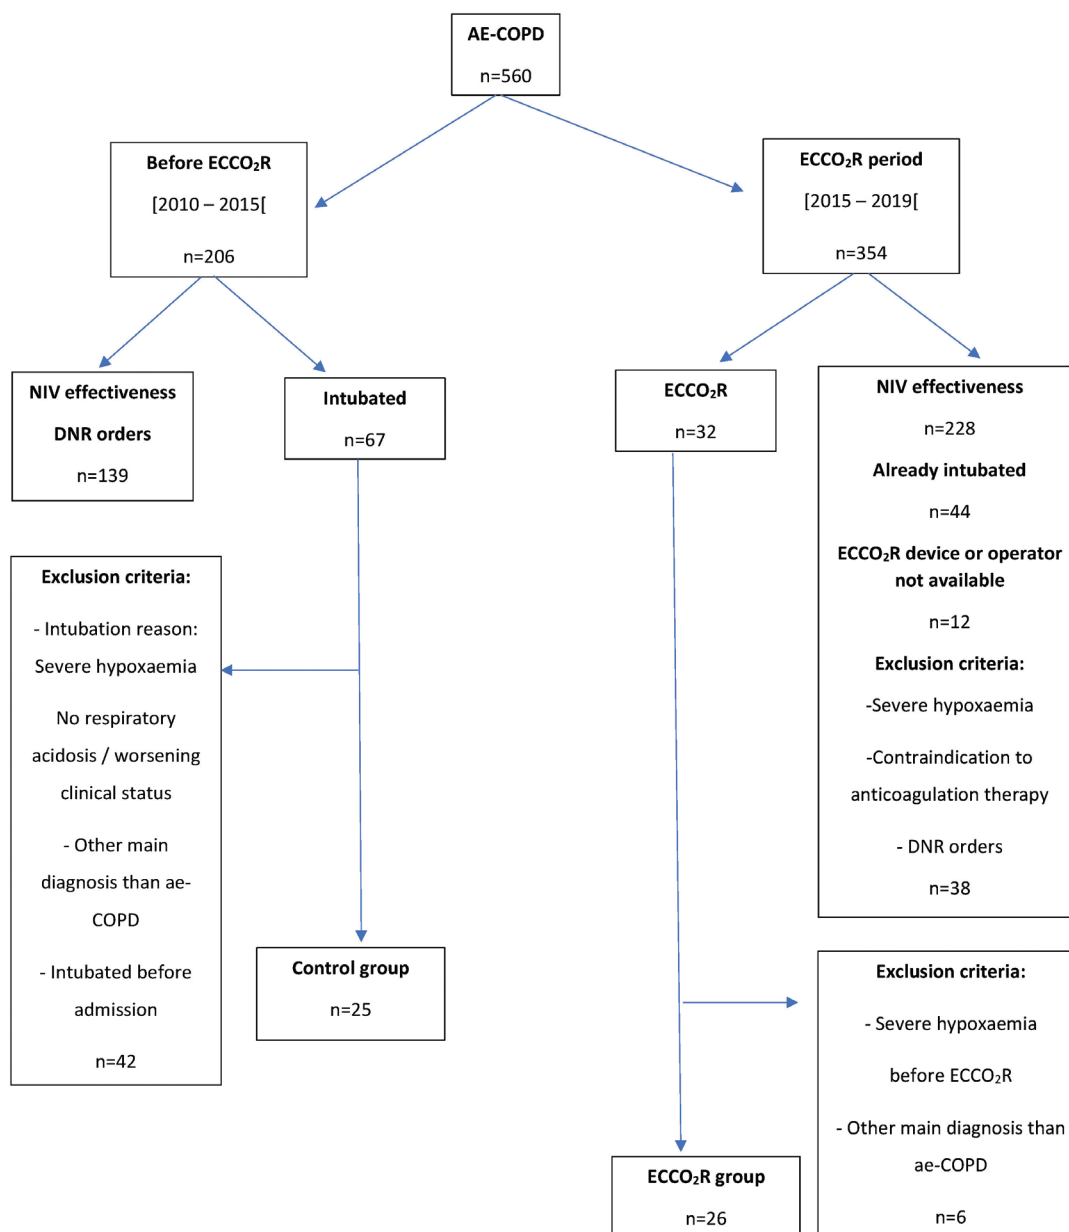 AE-COPD
n=560
Before ECCO₂R
[2010 – 2015[
n=206
ECCO₂R period
[2015 – 2019[
n=354
NIV effectiveness
DNR orders
n=139
Intubated
n=67
ECCO₂R
n=32
NIV effectiveness
n=228
Already intubated
n=44
ECCO₂R device or operator
not available
n=12
Exclusion criteria:
-Severe hypoxaemia
-Contraindication to
anticoagulation therapy
- DNR orders
n=38
Exclusion criteria:
- Intubation reason:
Severe hypoxaemia
No respiratory
acidosis / worsening
clinical status
- Other main
diagnosis than ae-
COPD
- Intubated before
admission
n=42
Control group
n=25
Exclusion criteria:
- Severe hypoxaemia
before ECCO₂R
- Other main diagnosis than
ae-COPD
n=6
ECCO₂R group
n=26